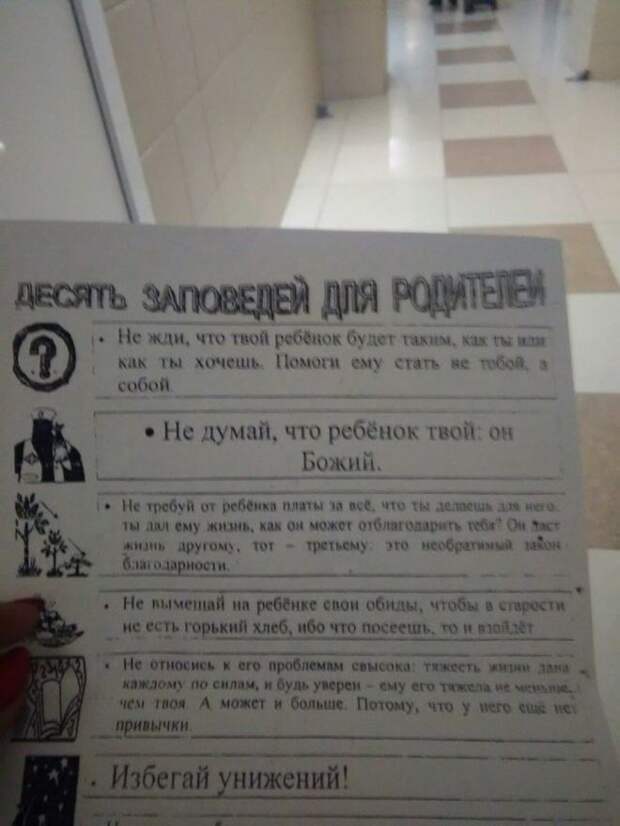 ДЕСЯТЬ ЗАПОВЕДЕЙ ДЛЯ РОДИТЕЛЕЙ
• Не жди, что твой ребёнок будет таким, как ты или
как ты хочешь. Помоги ему стать не тобой, а
собой.
• Не думай, что ребёнок твой: он
Божий.
• Не требуй от ребёнка платы за всё, что ты делаешь для него:
ты дал ему жизнь, как он может отблагодарить тебя? Он даст
жизнь другому, тот – третьему: это необратимый закон
благодарности.
• Не вымещай на ребёнке свои обиды, чтобы в старости
не есть горький хлеб, ибо что посеешь, то и взойдёт
• Не относись к его проблемам свысока: тяжесть жизни дана
каждому по силам, и будь уверен – ему его тяжела не меньше,
чем твоя. А может и больше. Потому, что у него ещё нет
привычки.
• Избегай унижений!